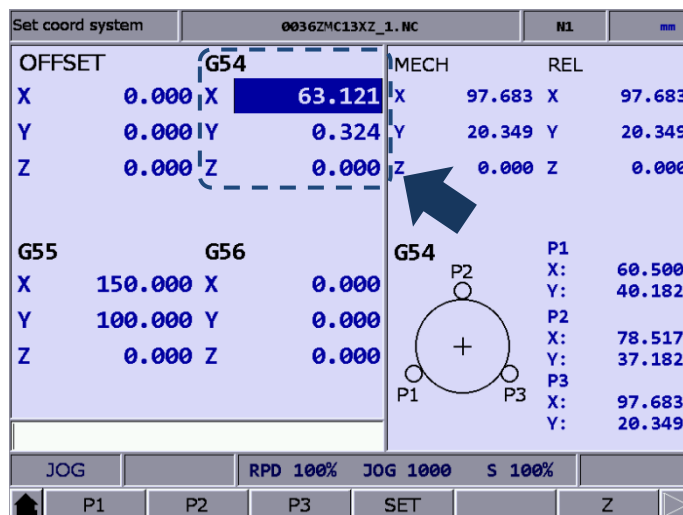 Set coord system 0036ZMC13XZ_1.NC N1 mm
OFFSET G54 MECH REL
X 0.000 X 63.121 X 97.683 X 97.683
Y 0.000 Y 0.324 Y 20.349 Y 20.349
Z 0.000 Z 0.000 Z 0.000 Z 0.000
G55 G56 G54 P1
X 150.000 X 0.000 P2 X: 60.500
Y: 40.182
Y 100.000 Y 0.000 P2
X: 78.517
Z 0.000 Z 0.000 Y: 37.182
P1 P3 P3
X: 97.683
Y: 20.349
JOG RPD 100% JOG 1000 S 100%
P1 P2 P3 SET Z